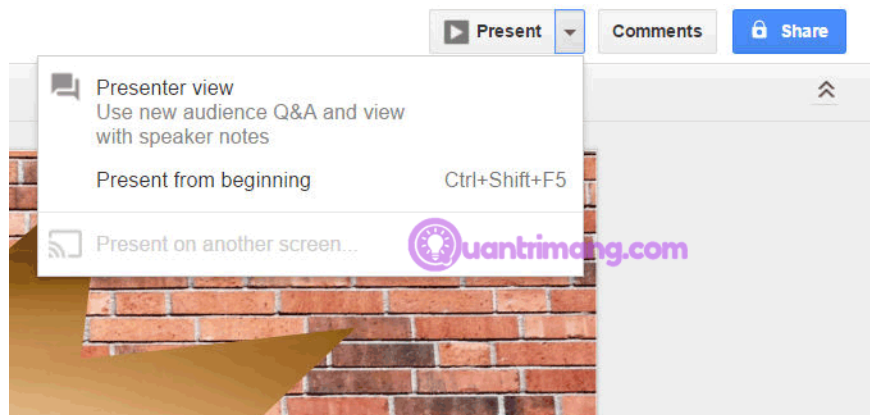 Present
Comments
Share
Presenter view
Use new audience Q&A and view
with speaker notes
Present from beginning Ctrl+Shift+F5
Present on another screen...
Quantrimang.com